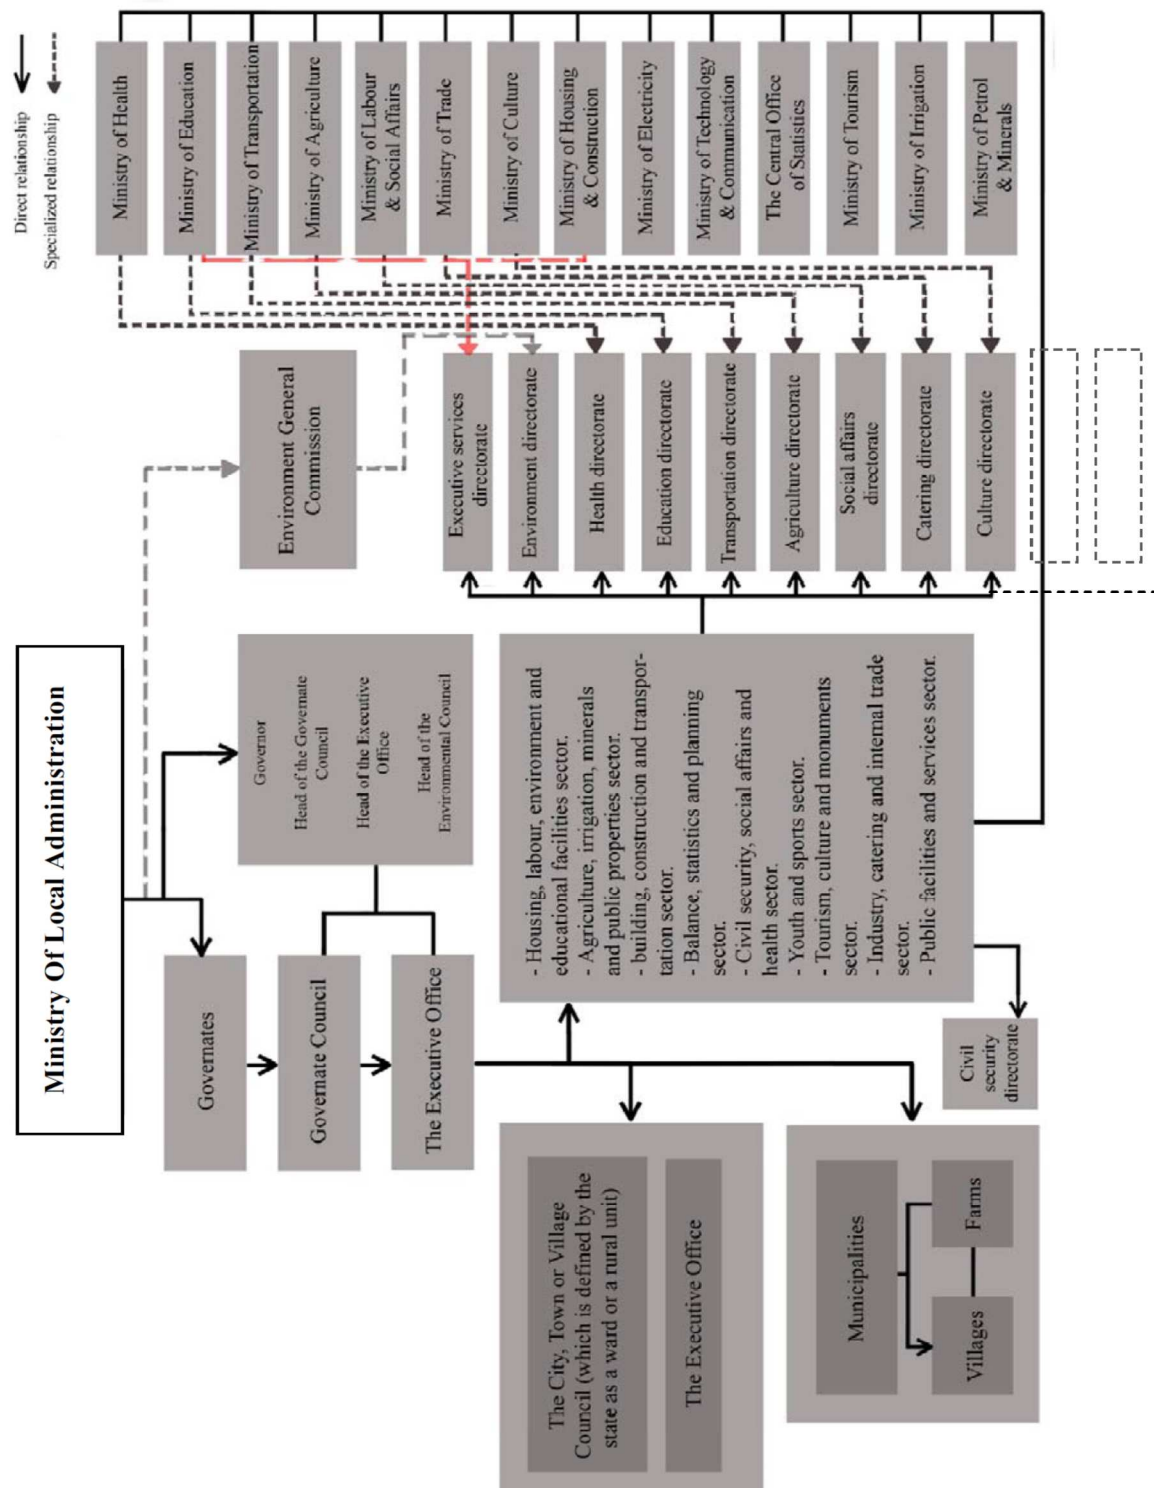 Ministry Of Local Administration
Direct relationship
Specialized relationship
Governates
Governate Council
The Executive Office
Governor
Head of the Governate
Council
Head of the Executive
Office
Head of the
Environmental Council
Environment General
Commission
The City, Town or Village
Council (which is defined by the
state as a ward or a rural unit)
The Executive Office
Municipalities
Villages
Farms
- Housing, labour, environment and
educational facilities sector.
- Agriculture, irrigation, minerals
and public properties sector.
- building, construction and transpor-
tation sector.
- Balance, statistics and planning
sector.
- Civil security, social affairs and
health sector.
- Youth and sports sector.
- Tourism, culture and monuments
sector.
- Industry, catering and internal trade
sector.
- Public facilities and services sector.
Civil
security
directorate
Executive services
directorate
Environment directorate
Health directorate
Education directorate
Transportation directorate
Agriculture directorate
Social affairs
directorate
Catering directorate
Culture directorate
Ministry of Health
Ministry of Education
Ministry of Transportation
Ministry of Agriculture
Ministry of Labour
& Social Affairs
Ministry of Trade
Ministry of Culture
Ministry of Housing
& Construction
Ministry of Electricity
Ministry of Technology
& Communication
The Central Office
of Statistics
Ministry of Tourism
Ministry of Irrigation
Ministry of Petrol
& Minerals